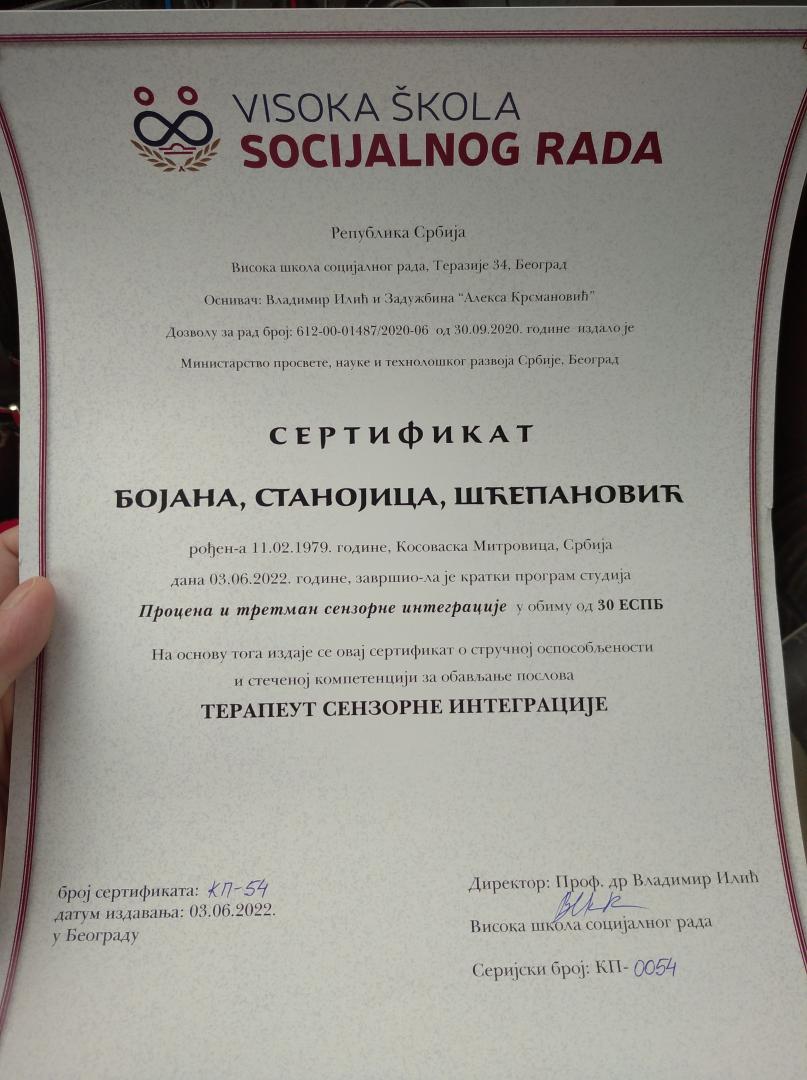 VISOKA ŠKOLA
SOCIJALNOG RADA
Република Србија
Висока школа социјалног рада, Теразије 34, Београд
Оснивач: Владимир Илић и Задужбина “Алекса Крсмановић”
Дозволу за рад број: 612-00-01487/2020-06 од 30.09.2020. године издало је
Министарство просвете, науке и технолошког развоја Србије, Београд
СЕРТИФИКАТ
БОЈАНА, СТАНОЈИЦА, ШЋЕПАНОВИЋ
рођен-а 11.02.1979. године, Косоваска Митровица, Србија
дана 03.06.2022. године, завршио-ла је кратки програм студија
Процена и третман сензорне интеграције у обиму од 30 ЕСПБ
На основу тога издаје се овај сертификат о стручној оспособљености
и стеченој компетенцији за обављање послова
ТЕРАПЕУТ СЕНЗОРНЕ ИНТЕГРАЦИЈЕ
број сертификата: КП-54
датум издавања: 03.06.2022.
у Београду
Директор: Проф. др Владимир Илић
Висока школа социјалног рада
Серијски број: КП-0054